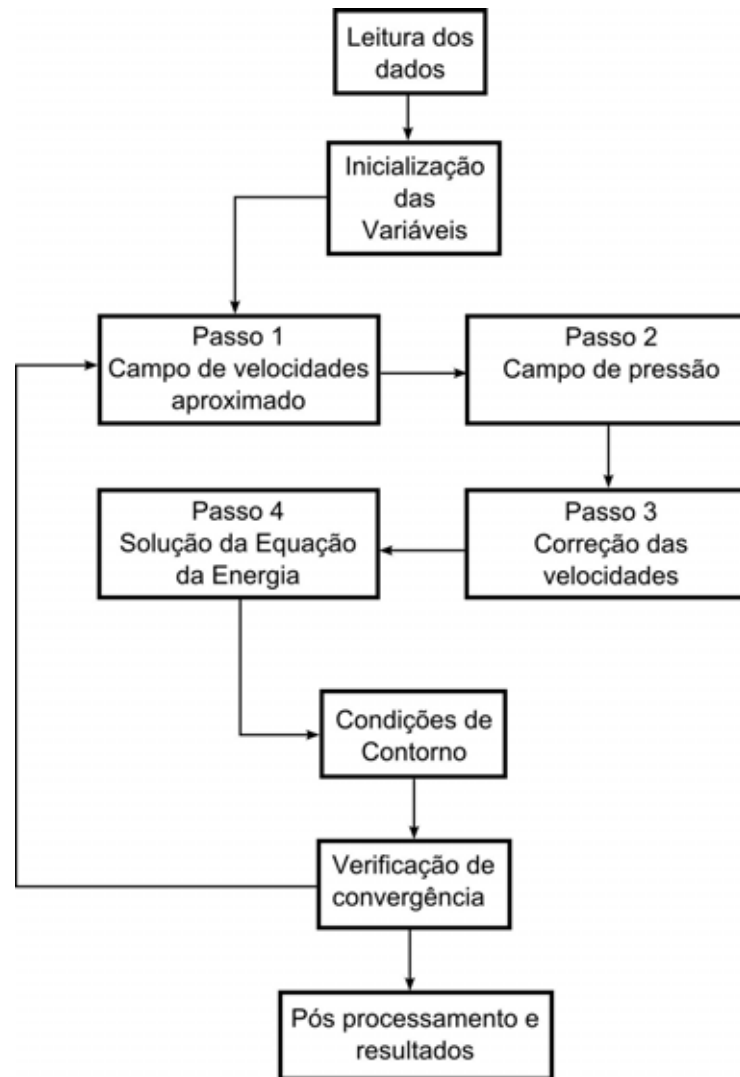 Leitura dos
dados
Inicialização
das
Variáveis
Passo 1
Campo de velocidades
aproximado
Passo 2
Campo de pressão
Passo 3
Correção das
velocidades
Passo 4
Solução da Equação
da Energia
Condições de
Contorno
Verificação de
convergência
Pós processamento e
resultados